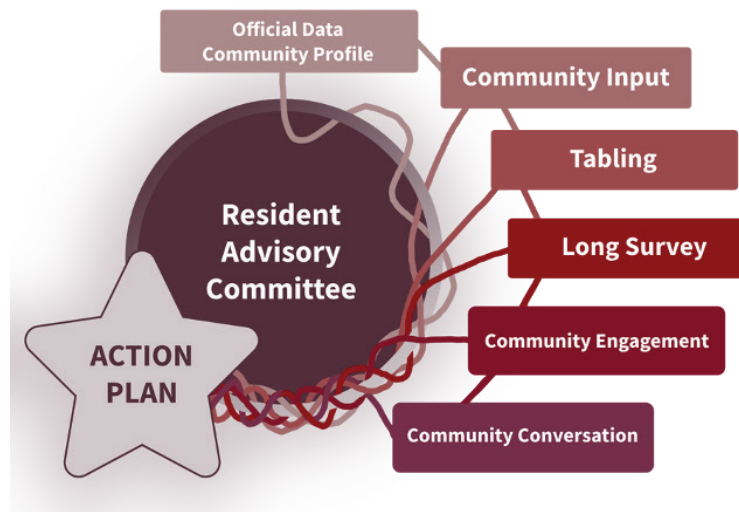 Official Data
Community Profile
Community Input
Tabling
Resident
Advisory
Committee
Long Survey
Community Engagement
ACTION
PLAN
Community Conversation